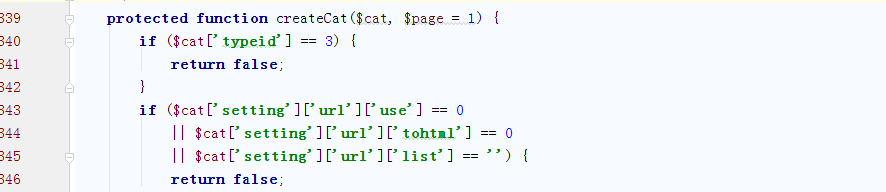 339 protected function createCat($cat, $page = 1) {
340 if ($cat['typeid'] == 3) {
341 return false;
342 }
343 if ($cat['setting']['url']['use'] == 0
344 || $cat['setting']['url']['tohtml'] == 0
345 || $cat['setting']['url']['list'] == '') {
346 return false;